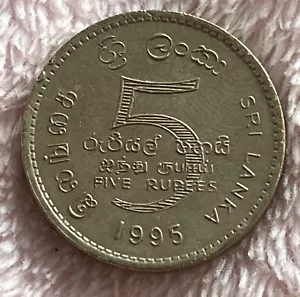 ශ්‍රී ලංකා
இலங்கை
SRI LANKA
5
රුපියල් පහයි
ஐந்து ரூபாய்
FIVE RUPEES
1995